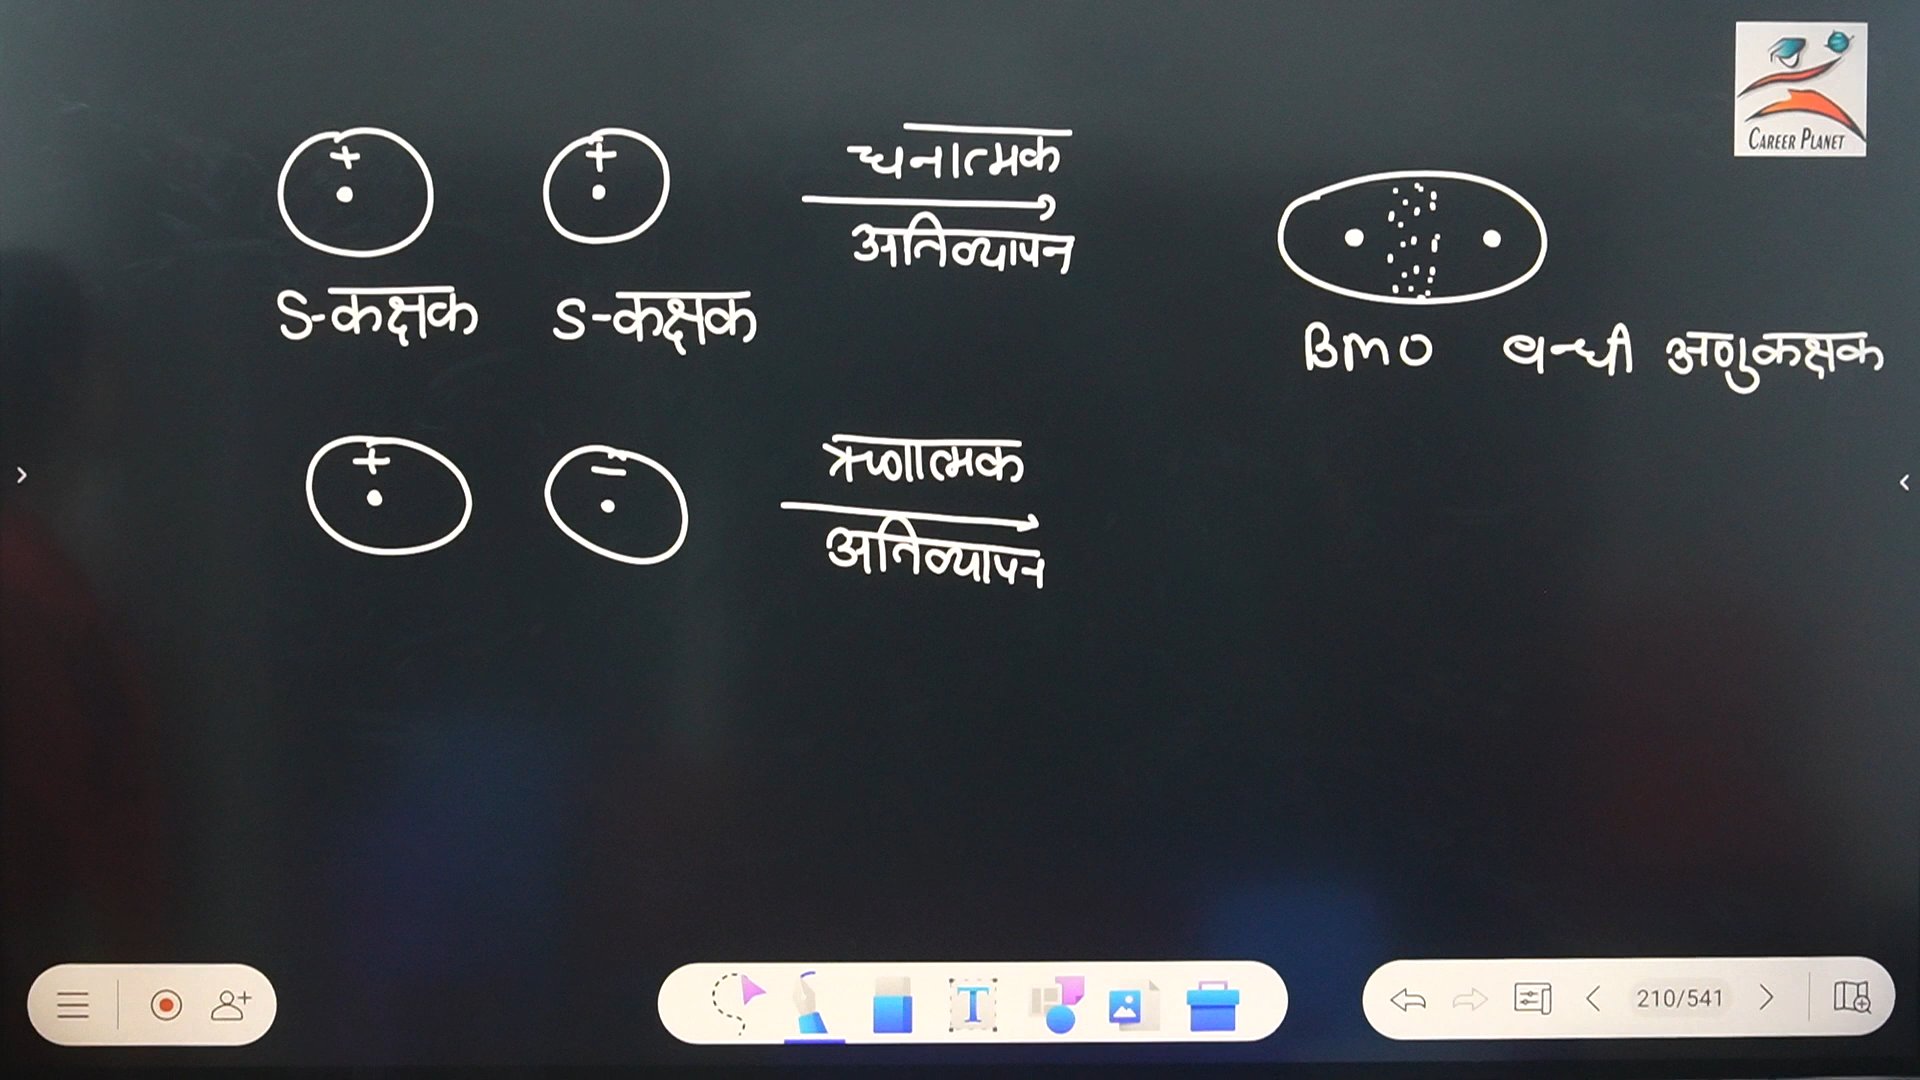 + + धनात्मक
अतिव्यापन
S-कक्षक S-कक्षक
BMO बन्धी अणुकक्षक
+ - ऋणात्मक
अतिव्यापन
CAREER PLANET
210/541